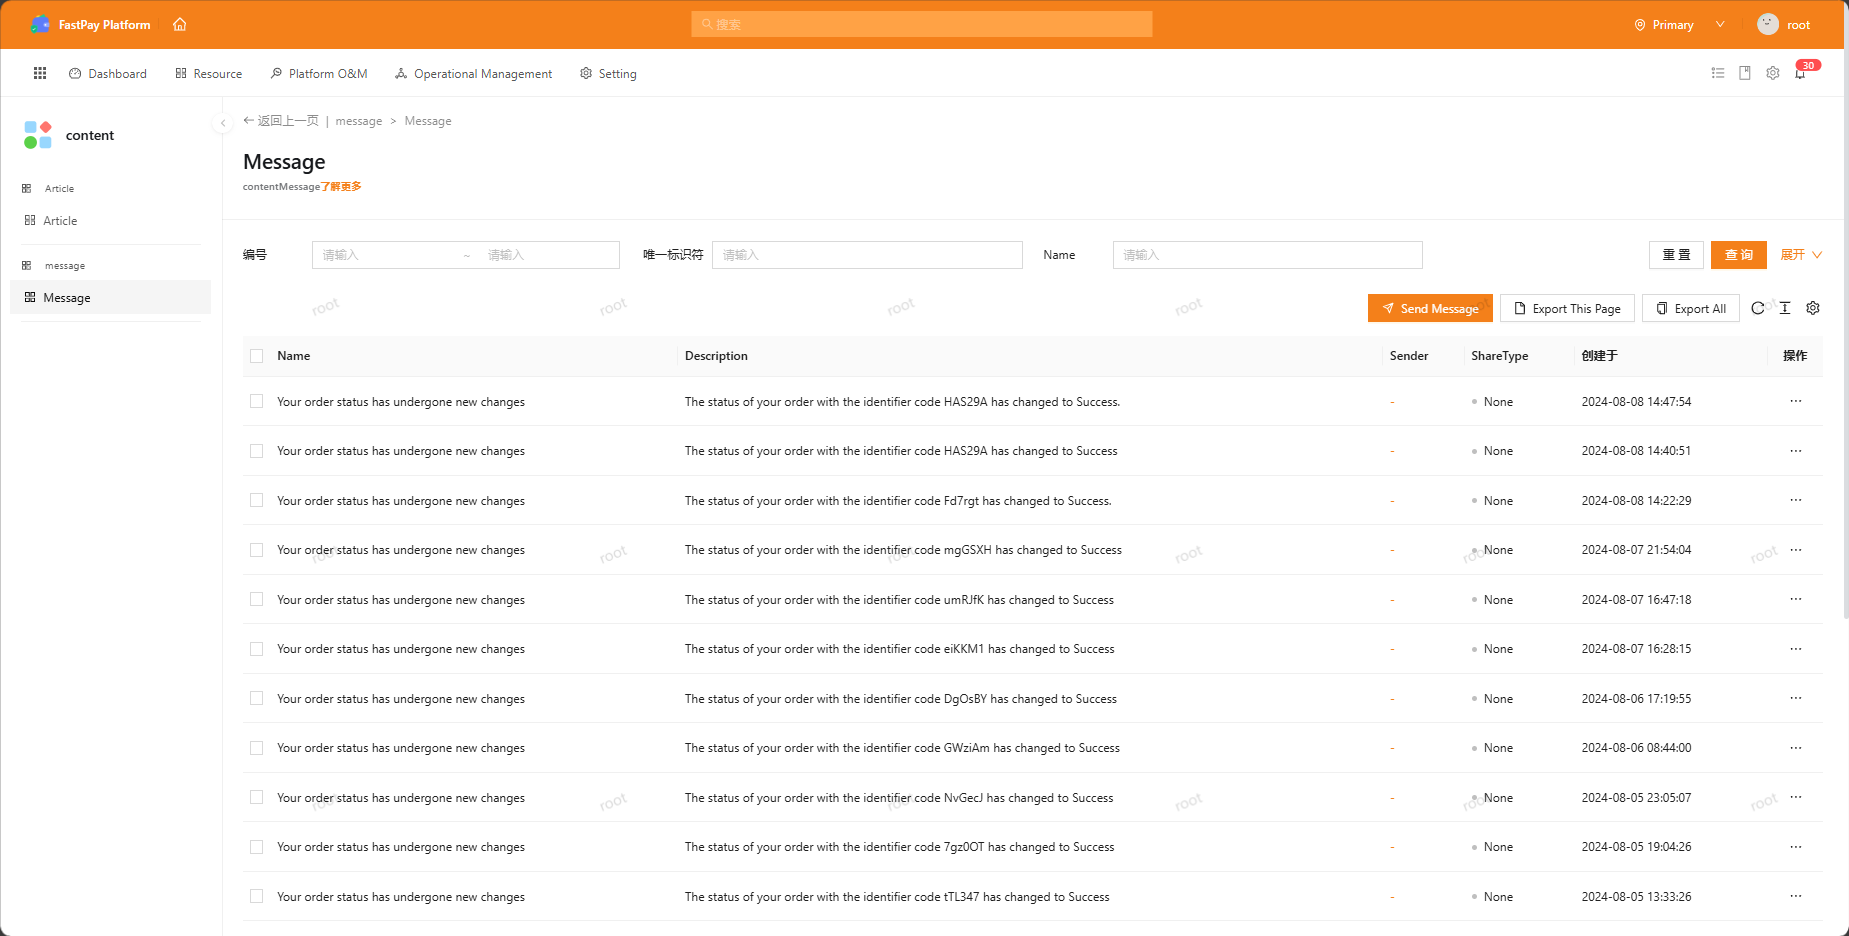 FastPay Platform
搜索
Primary
root
Dashboard Resource Platform O&M Operational Management Setting
30
content
Article
Article
message
Message
返回上一页 | message > Message
Message
contentMessage了解更多
编号 请输入 ~ 请输入 唯一标识符 请输入 Name 请输入 重 置 查 询 展开
root root root root
Send Message Export This Page Export All root
Name Description Sender ShareType 创建于 操作
Your order status has undergone new changes The status of your order with the identifier code HAS29A has changed to Success. - None 2024-08-08 14:47:54 ···
Your order status has undergone new changes The status of your order with the identifier code HAS29A has changed to Success - None 2024-08-08 14:40:51 ···
Your order status has undergone new changes The status of your order with the identifier code Fd7rgt has changed to Success. - None 2024-08-08 14:22:29 ···
Your order status has undergone new changes The status of your order with the identifier code mgGSXH has changed to Success - None 2024-08-07 21:54:04 ···
root root root root root root
Your order status has undergone new changes The status of your order with the identifier code umRJfK has changed to Success - None 2024-08-07 16:47:18 ···
Your order status has undergone new changes The status of your order with the identifier code eiKKM1 has changed to Success - None 2024-08-07 16:28:15 ···
Your order status has undergone new changes The status of your order with the identifier code DgOsBY has changed to Success - None 2024-08-06 17:19:55 ···
Your order status has undergone new changes The status of your order with the identifier code GWziAm has changed to Success - None 2024-08-06 08:44:00 ···
Your order status has undergone new changes The status of your order with the identifier code NvGecJ has changed to Success - None 2024-08-05 23:05:07 ···
root root root root root root
Your order status has undergone new changes The status of your order with the identifier code 7gz0OT has changed to Success - None 2024-08-05 19:04:26 ···
Your order status has undergone new changes The status of your order with the identifier code tTL347 has changed to Success - None 2024-08-05 13:33:26 ···